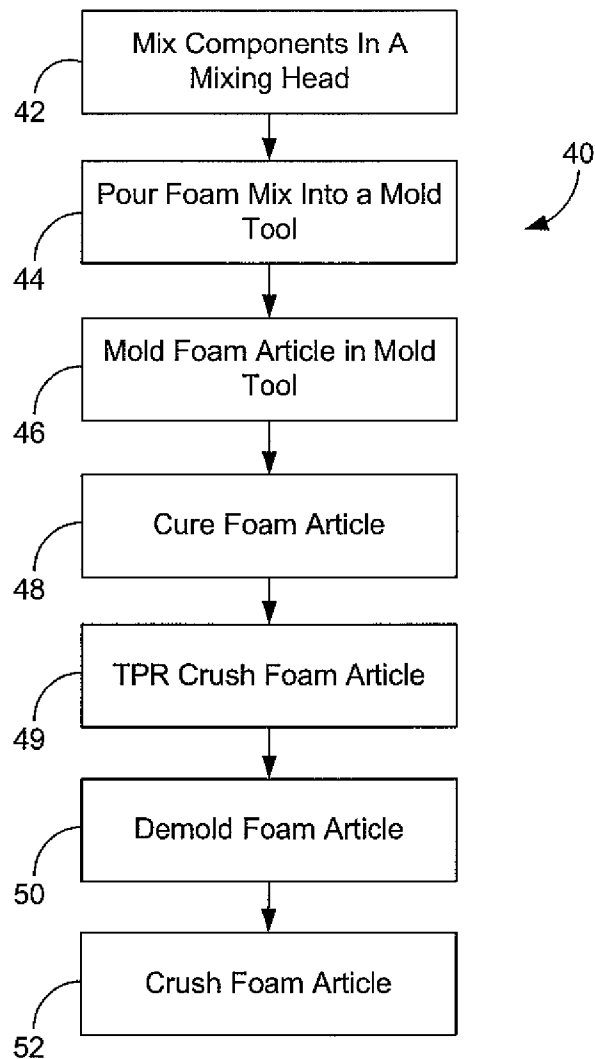 Mix Components In A
Mixing Head
42
40
Pour Foam Mix Into a Mold
Tool
44
Mold Foam Article in Mold
Tool
46
Cure Foam Article
48
TPR Crush Foam Article
49
Demold Foam Article
50
Crush Foam Article
52